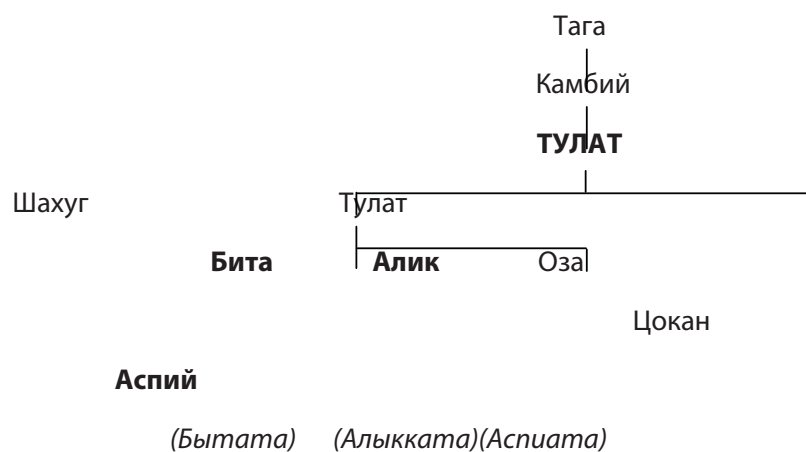 Тага
Камбий
ТУЛАТ
Шахуг Тулат
Бита Алик Оза
Цокан
Аспий
(Бытата) (Алыкката)(Аспиата)